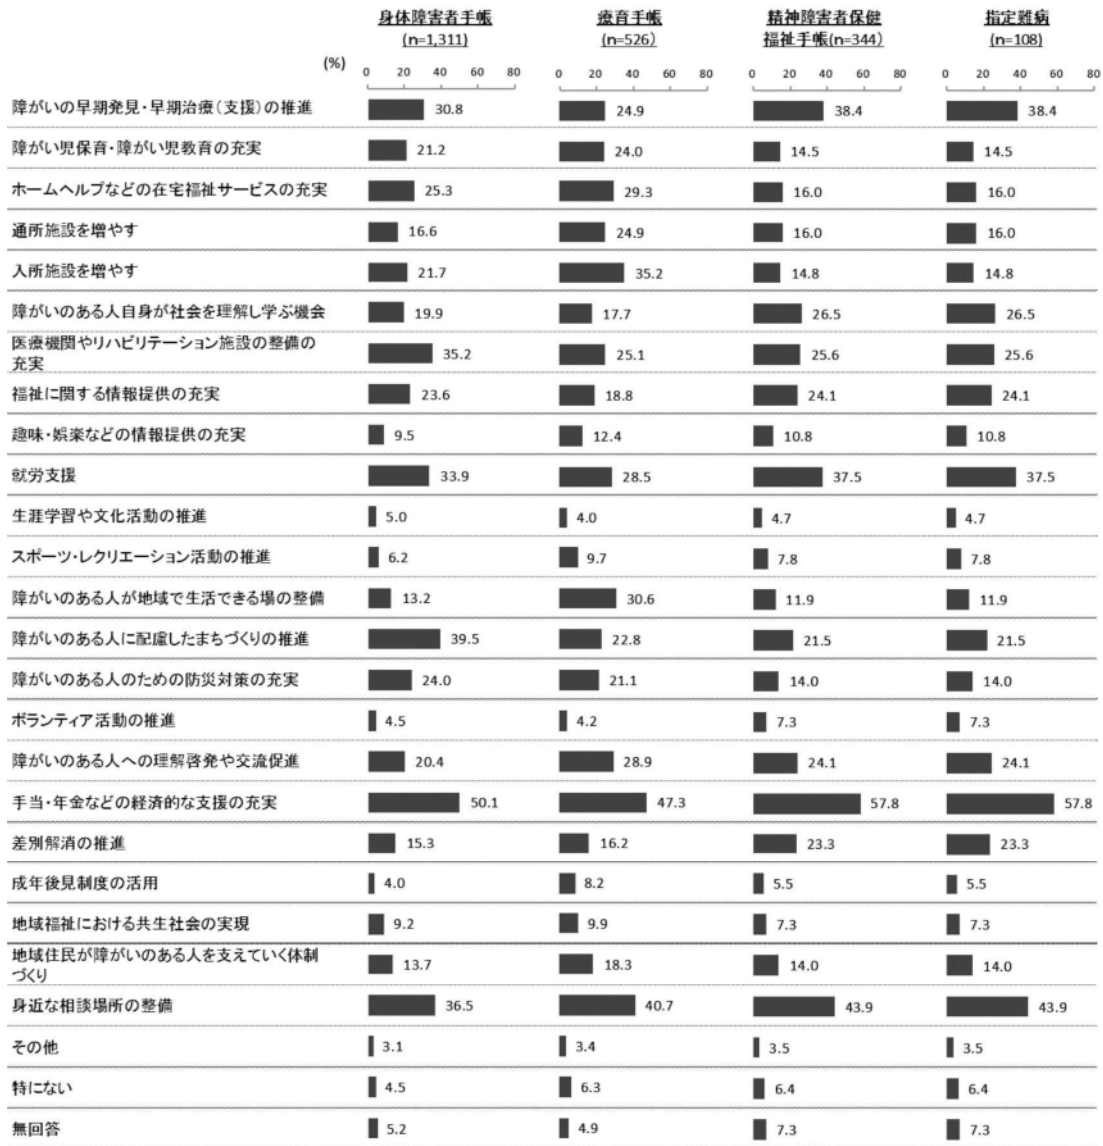 身体障害者手帳 療育手帳 精神障害者保健 指定難病
(n=1,311) (n=526) 福祉手帳(n=344) (n=108)
(%) 0 20 40 60 80 0 20 40 60 80 0 20 40 60 80 0 20 40 60 80
障がいの早期発見・早期治療(支援)の推進 30.8 24.9 38.4 38.4
障がい児保育・障がい児教育の充実 21.2 24.0 14.5 14.5
ホームヘルプなどの在宅福祉サービスの充実 25.3 29.3 16.0 16.0
通所施設を増やす 16.6 24.9 16.0 16.0
入所施設を増やす 21.7 35.2 14.8 14.8
障がいのある人自身が社会を理解し学ぶ機会 19.9 17.7 26.5 26.5
医療機関やリハビリテーション施設の整備の
充実 35.2 25.1 25.6 25.6
福祉に関する情報提供の充実 23.6 18.8 24.1 24.1
趣味・娯楽などの情報提供の充実 9.5 12.4 10.8 10.8
就労支援 33.9 28.5 37.5 37.5
生涯学習や文化活動の推進 5.0 4.0 4.7 4.7
スポーツ・レクリエーション活動の推進 6.2 9.7 7.8 7.8
障がいのある人が地域で生活できる場の整備 13.2 30.6 11.9 11.9
障がいのある人に配慮したまちづくりの推進 39.5 22.8 21.5 21.5
障がいのある人のための防災対策の充実 24.0 21.1 14.0 14.0
ボランティア活動の推進 4.5 4.2 7.3 7.3
障がいのある人への理解啓発や交流促進 20.4 28.9 24.1 24.1
手当・年金などの経済的な支援の充実 50.1 47.3 57.8 57.8
差別解消の推進 15.3 16.2 23.3 23.3
成年後見制度の活用 4.0 8.2 5.5 5.5
地域福祉における共生社会の実現 9.2 9.9 7.3 7.3
地域住民が障がいのある人を支えていく体制
づくり 13.7 18.3 14.0 14.0
身近な相談場所の整備 36.5 40.7 43.9 43.9
その他 3.1 3.4 3.5 3.5
特にない 4.5 6.3 6.4 6.4
無回答 5.2 4.9 7.3 7.3